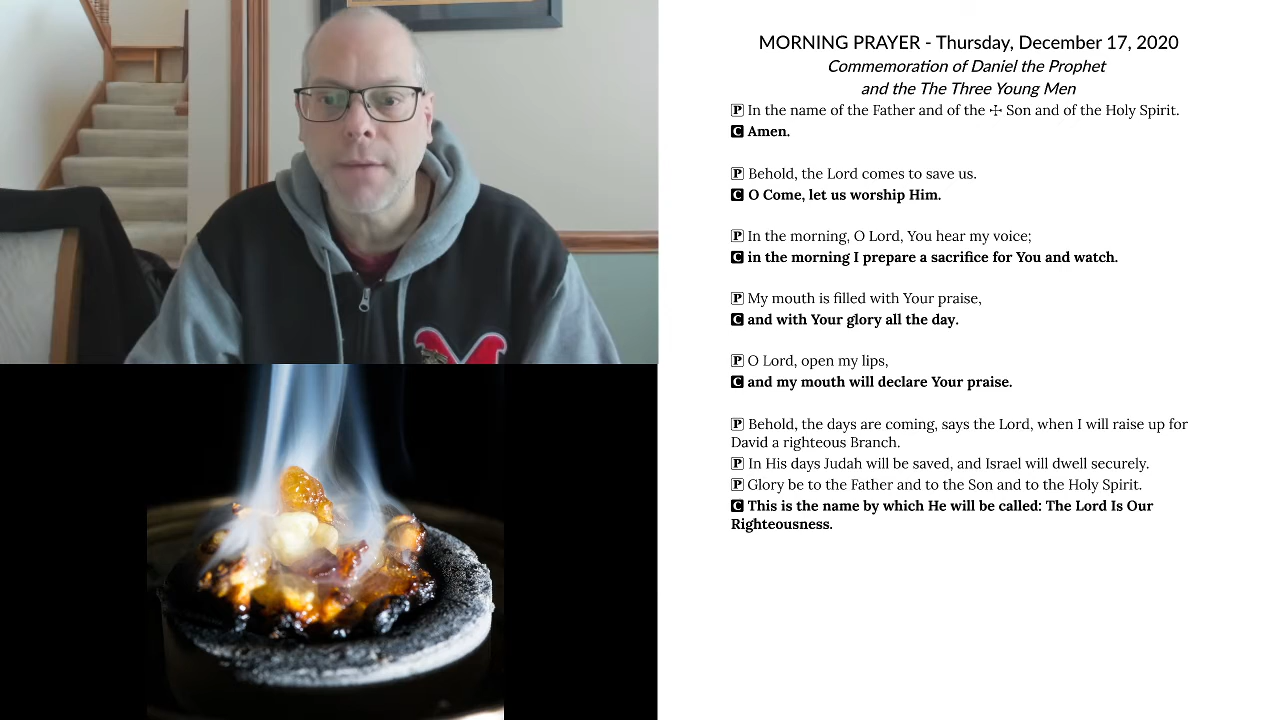 MORNING PRAYER - Thursday, December 17, 2020
Commemoration of Daniel the Prophet
and the The Three Young Men
P In the name of the Father and of the ☩ Son and of the Holy Spirit.
C Amen.
P Behold, the Lord comes to save us.
C O Come, let us worship Him.
P In the morning, O Lord, You hear my voice;
C in the morning I prepare a sacrifice for You and watch.
P My mouth is filled with Your praise,
C and with Your glory all the day.
P O Lord, open my lips,
C and my mouth will declare Your praise.
P Behold, the days are coming, says the Lord, when I will raise up for
David a righteous Branch.
P In His days Judah will be saved, and Israel will dwell securely.
P Glory be to the Father and to the Son and to the Holy Spirit.
C This is the name by which He will be called: The Lord Is Our
Righteousness.